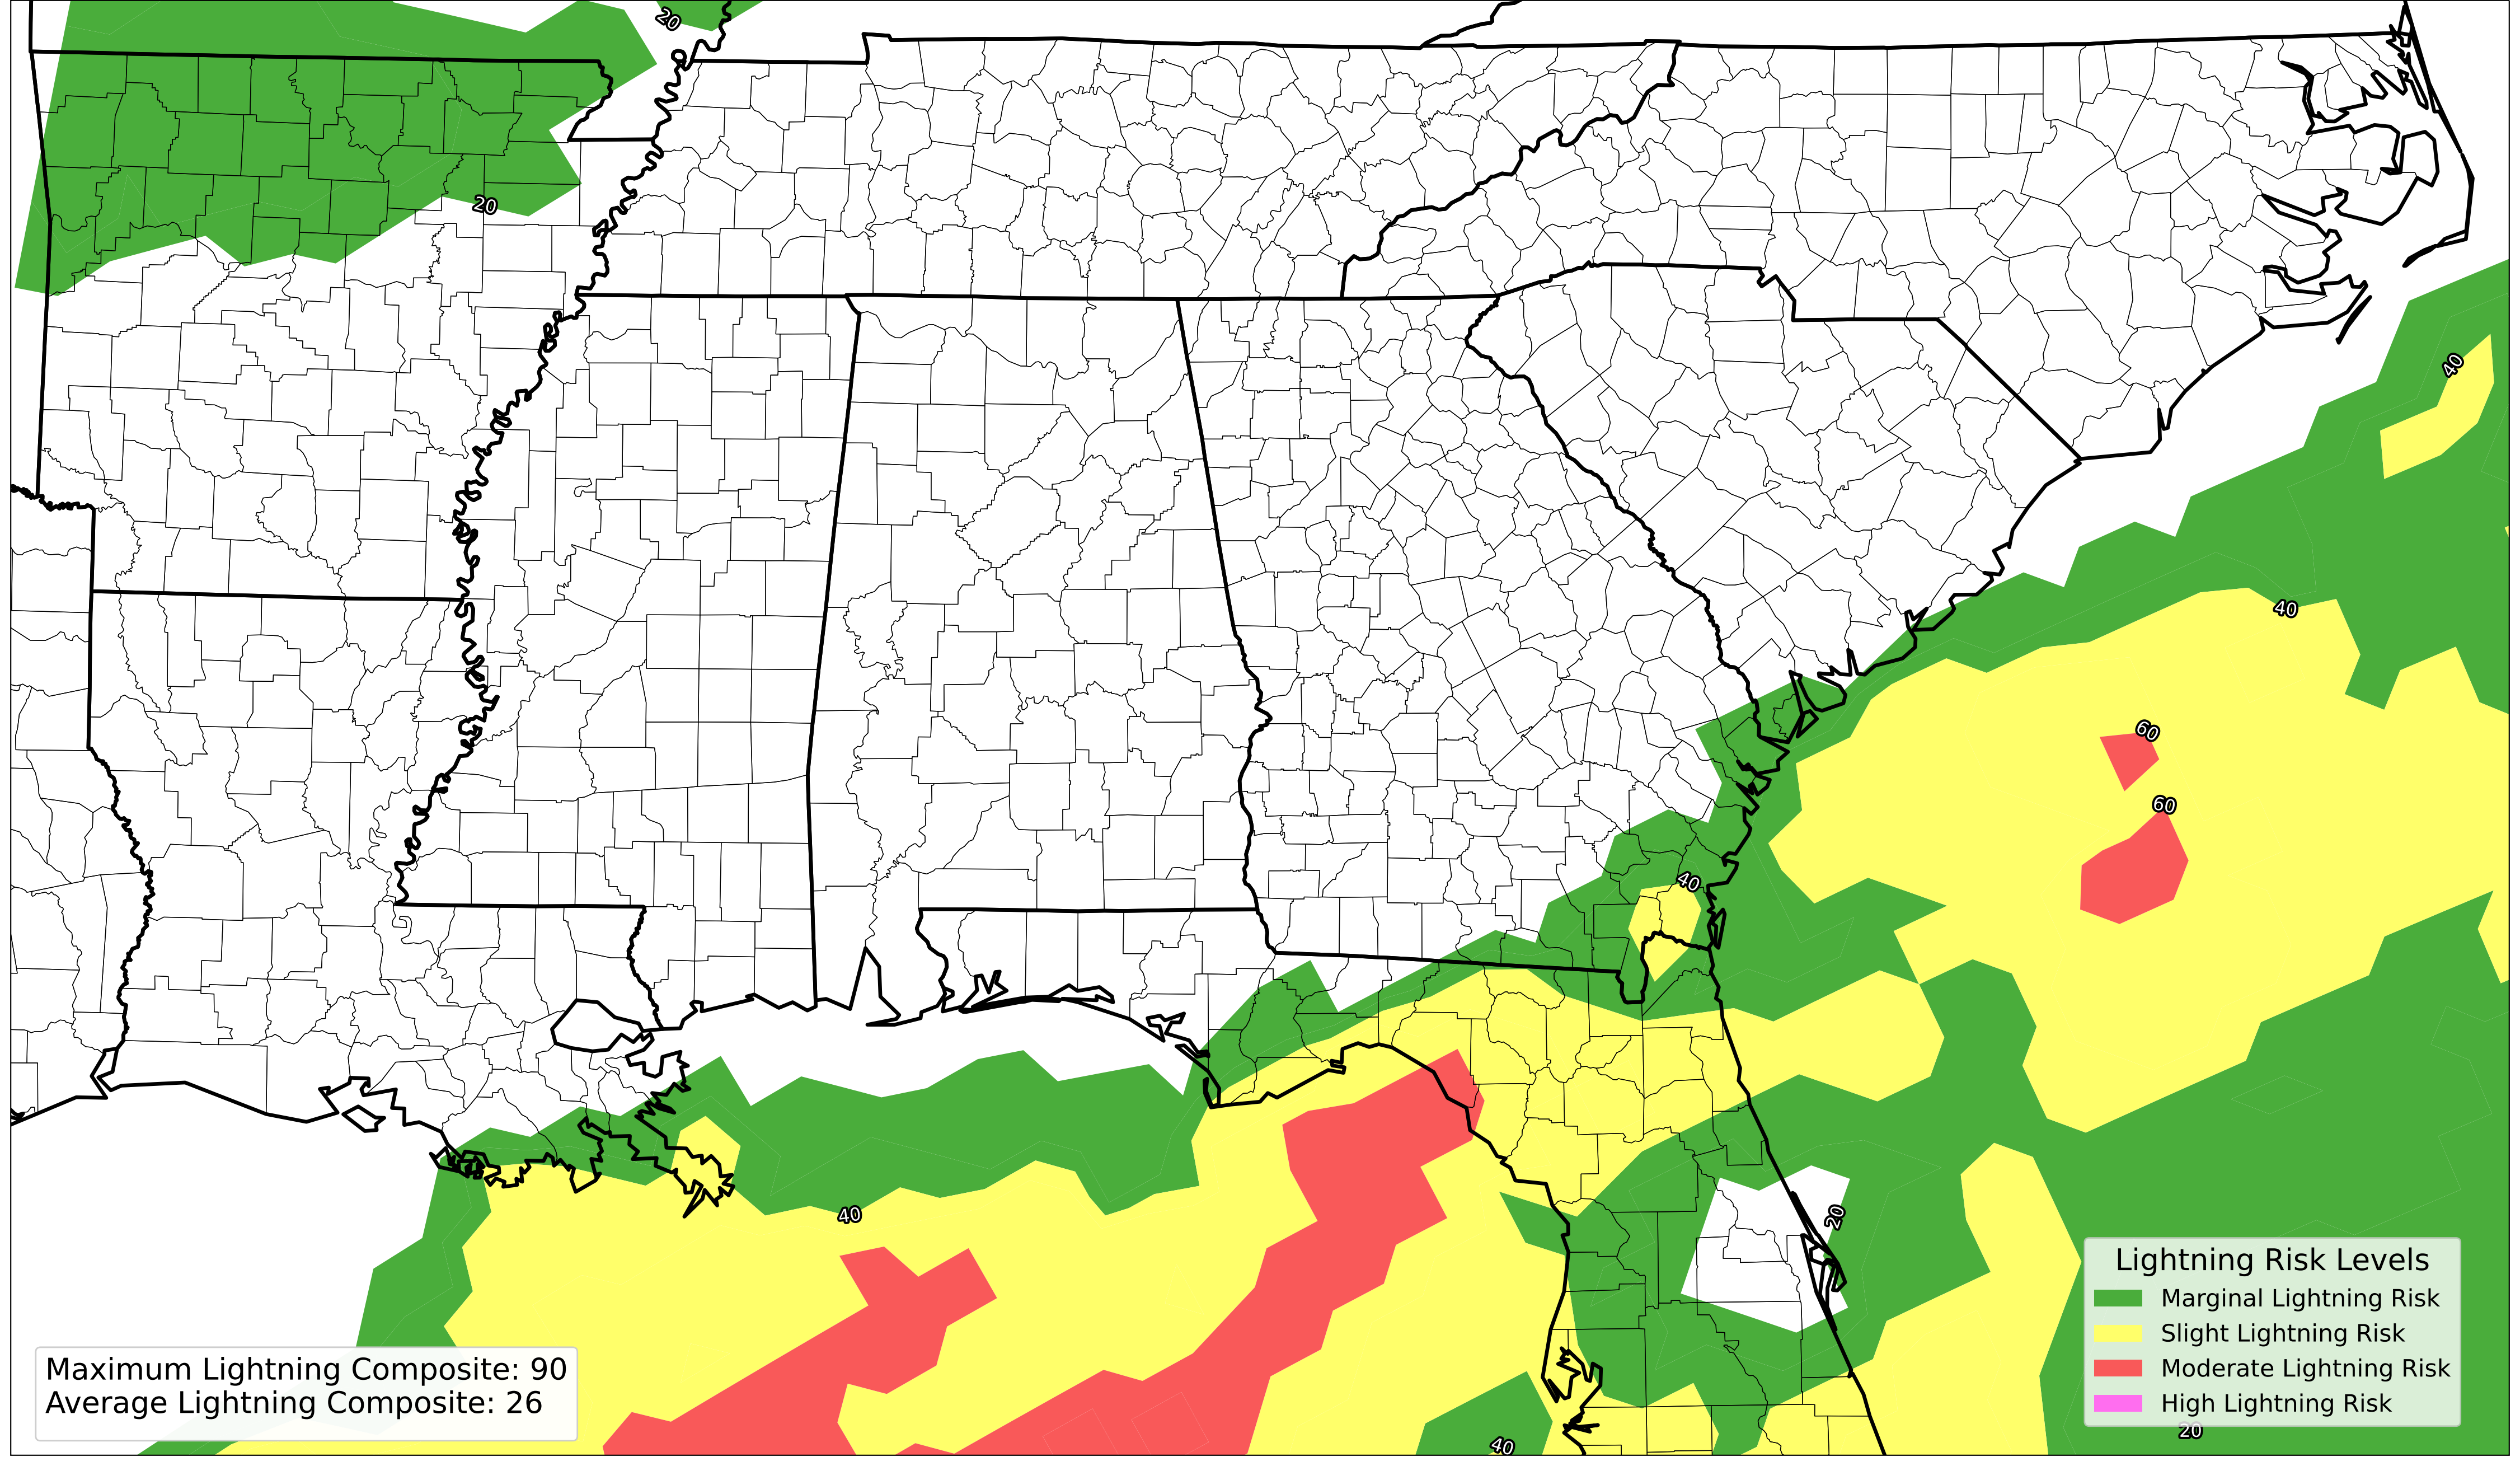 20
20
40
40
60
60
40
40
20
Lightning Risk Levels
Marginal Lightning Risk
Slight Lightning Risk
Moderate Lightning Risk
High Lightning Risk
Maximum Lightning Composite: 90
Average Lightning Composite: 26
20
40